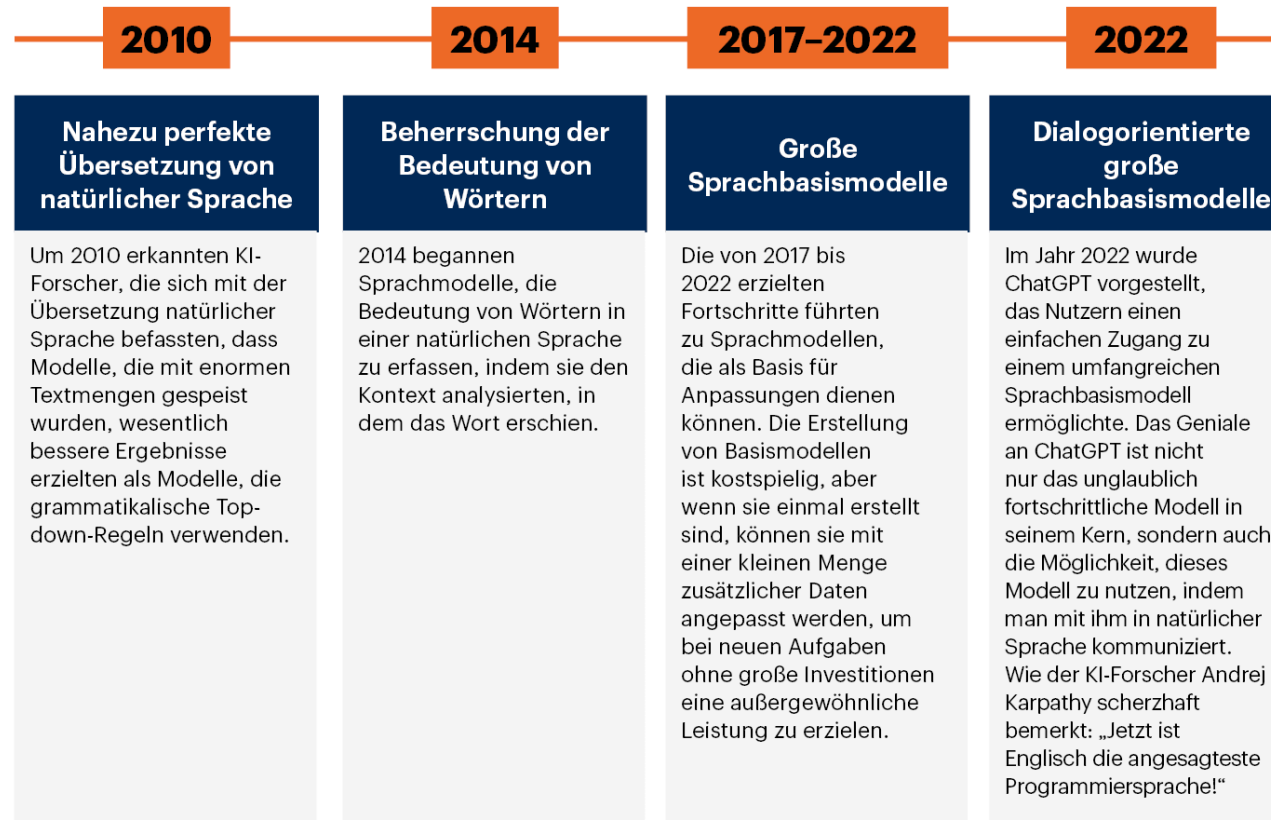 2010
Nahezu perfekte
Übersetzung von
natürlicher Sprache
Um 2010 erkannten KI-
Forscher, die sich mit der
Übersetzung natürlicher
Sprache befassten, dass
Modelle, die mit enormen
Textmengen gespeist
wurden, wesentlich
bessere Ergebnisse
erzielten als Modelle, die
grammatikalische Top-
down-Regeln verwenden.
2014
Beherrschung der
Bedeutung von
Wörtern
2014 begannen
Sprachmodelle, die
Bedeutung von Wörtern in
einer natürlichen Sprache
zu erfassen, indem sie den
Kontext analysierten, in
dem das Wort erschien.
2017–2022
Große
Sprachbasismodelle
Die von 2017 bis
2022 erzielten
Fortschritte führten
zu Sprachmodellen,
die als Basis für
Anpassungen dienen
können. Die Erstellung
von Basismodellen
ist kostspielig, aber
wenn sie einmal erstellt
sind, können sie mit
einer kleinen Menge
zusätzlicher Daten
angepasst werden, um
bei neuen Aufgaben
ohne große Investitionen
eine außergewöhnliche
Leistung zu erzielen.
2022
Dialogorientierte
große
Sprachbasismodelle
Im Jahr 2022 wurde
ChatGPT vorgestellt,
das Nutzern einen
einfachen Zugang zu
einem umfangreichen
Sprachbasismodell
ermöglichte. Das Geniale
an ChatGPT ist nicht
nur das unglaublich
fortschrittliche Modell in
seinem Kern, sondern auch
die Möglichkeit, dieses
Modell zu nutzen, indem
man mit ihm in natürlicher
Sprache kommuniziert.
Wie der KI-Forscher Andrej
Karpathy scherzhaft
bemerkt: „Jetzt ist
Englisch die angesagteste
Programmiersprache!“